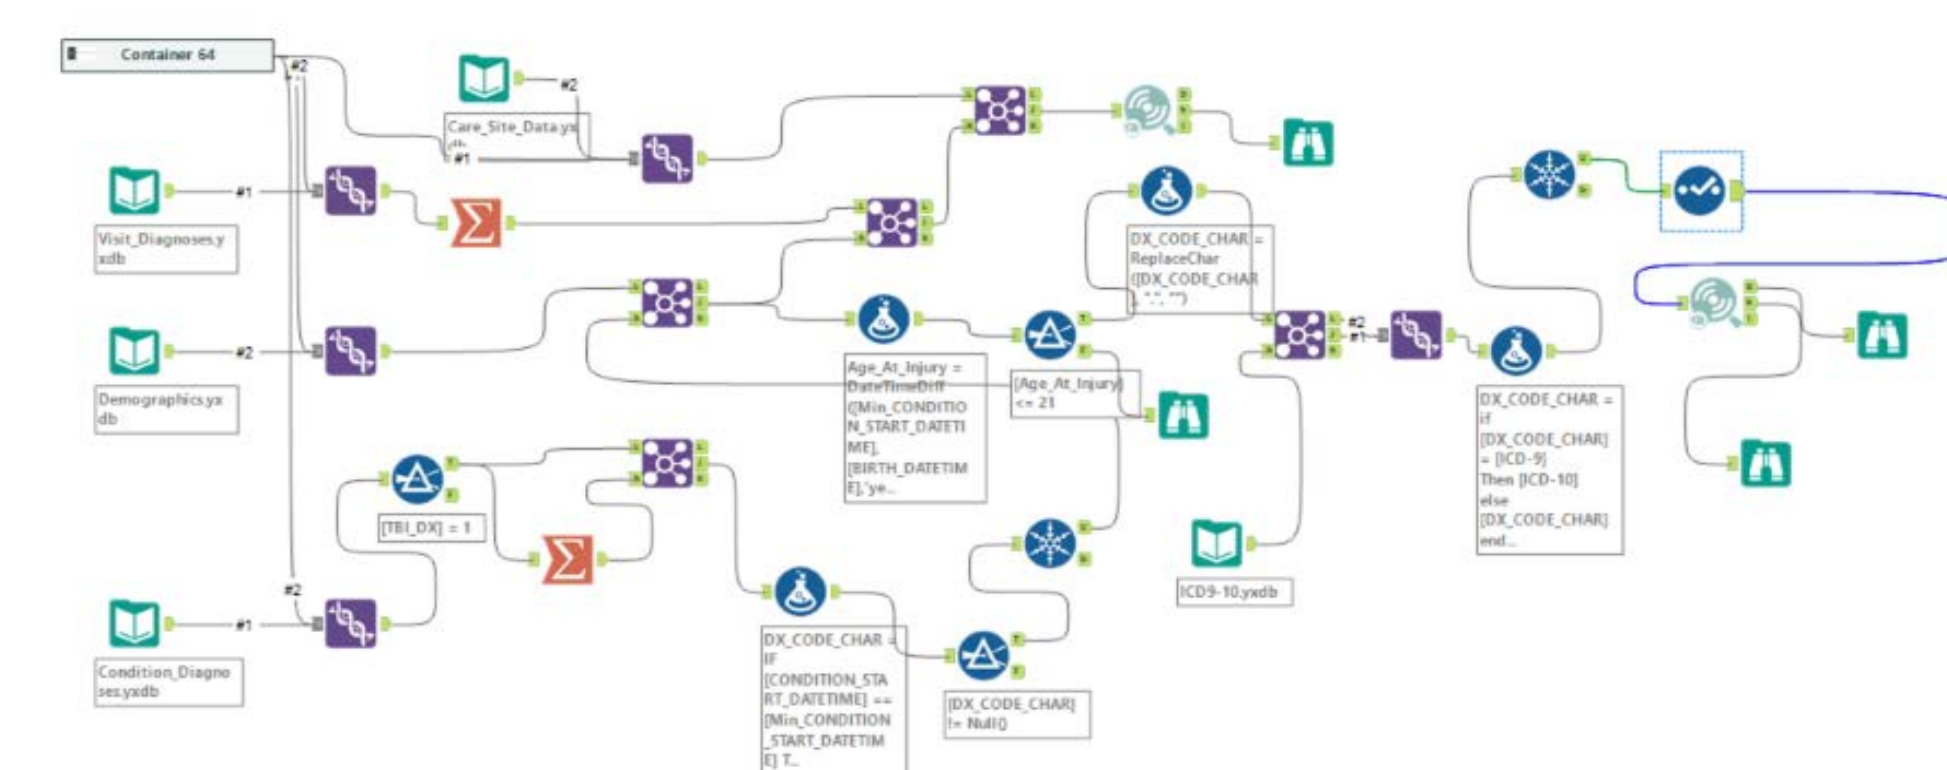 Container 64
#2
#2
Care_Site_Data.yx
#1
#1
Visit_Diagnoses.y
xdb
DX_CODE_CHAR =
ReplaceChar
([DX_CODE_CHAR
#2
#1
#2
Demographics.yx
db
Age_At_Injury =
DateTimeDiff
([Min_CONDITIO
N_START_DATETI
ME],
[BIRTH_DATETIM
E],'ye...
[Age_At_Injury]
<= 21
DX_CODE_CHAR =
if
[DX_CODE_CHAR]
= [ICD-9]
Then [ICD-10]
else
[DX_CODE_CHAR]
end...
[TBI_DX] = 1
ICD9-10.yxdb
#2
#1
Condition_Diagno
ses.yxdb
DX_CODE_CHAR =
IF
[CONDITION_STA
RT_DATETIME] ==
[Min_CONDITION
_START_DATETIM
E] T...
[DX_CODE_CHAR]
!= Null()